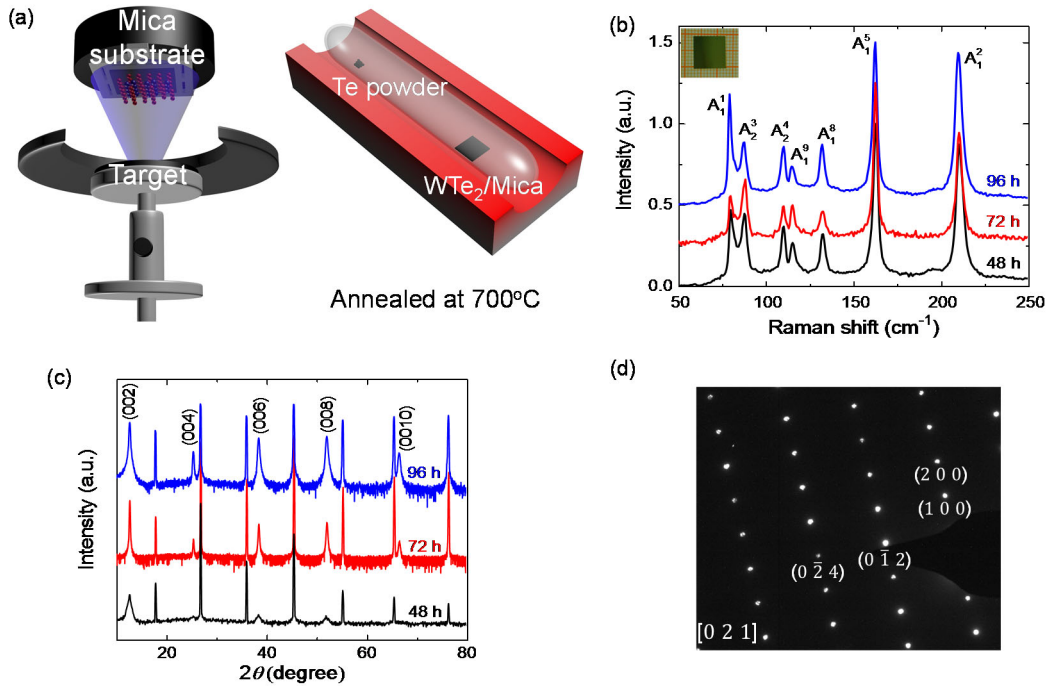 (a)
Mica
substrate
Target
Te powder
WTe₂/Mica
Annealed at 700°C
(b)
1.5
1.0
0.5
0.0
Intensity (a.u.)
A₁¹
A₂³
A₂⁴
A₁⁹
A₁⁸
A₁⁵
A₁²
96 h
72 h
48 h
50 100 150 200 250
Raman shift (cm⁻¹)
(c)
Intensity (a.u.)
(002)
(004)
(006)
(008)
(0010)
96 h
72 h
48 h
20 40 60 80
2θ (degree)
(d)
(2 0 0)
(1 0 0)
(0 1̄ 2)
(0 2̄ 4)
[0 2 1]